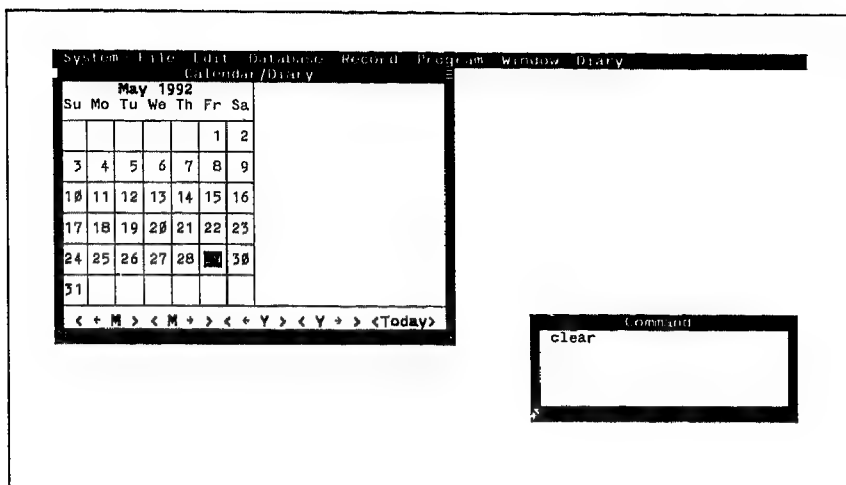 System File Edit Database Record Program Window Diary
Calendar/Diary
May 1992
Su Mo Tu We Th Fr Sa
1 2
3 4 5 6 7 8 9
10 11 12 13 14 15 16
17 18 19 20 21 22 23
24 25 26 27 28 29 30
31
< ← M > < M → > < ← Y > < Y → > <Today>
Command
clear